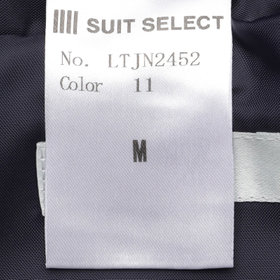 SUIT SELECT
No. LTJN2452
Color 11
M